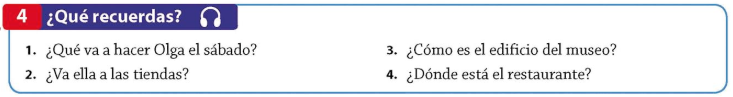 4 ¿Qué recuerdas?
1. ¿Qué va a hacer Olga el sábado?
2. ¿Va ella a las tiendas?
3. ¿Cómo es el edificio del museo?
4. ¿Dónde está el restaurante?